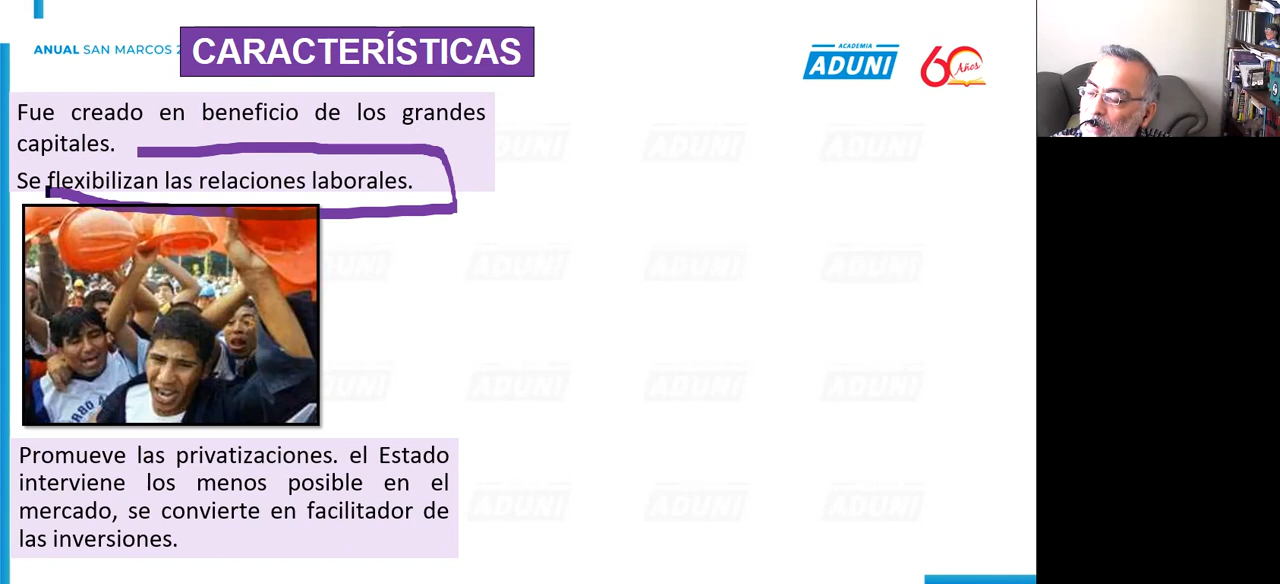 ANUAL SAN MARCOS 2
CARACTERÍSTICAS
ACADEMIA
ADUNI
60 Años
Fue creado en beneficio de los grandes
capitales.
Se flexibilizan las relaciones laborales.
Promueve las privatizaciones. el Estado
interviene los menos posible en el
mercado, se convierte en facilitador de
las inversiones.